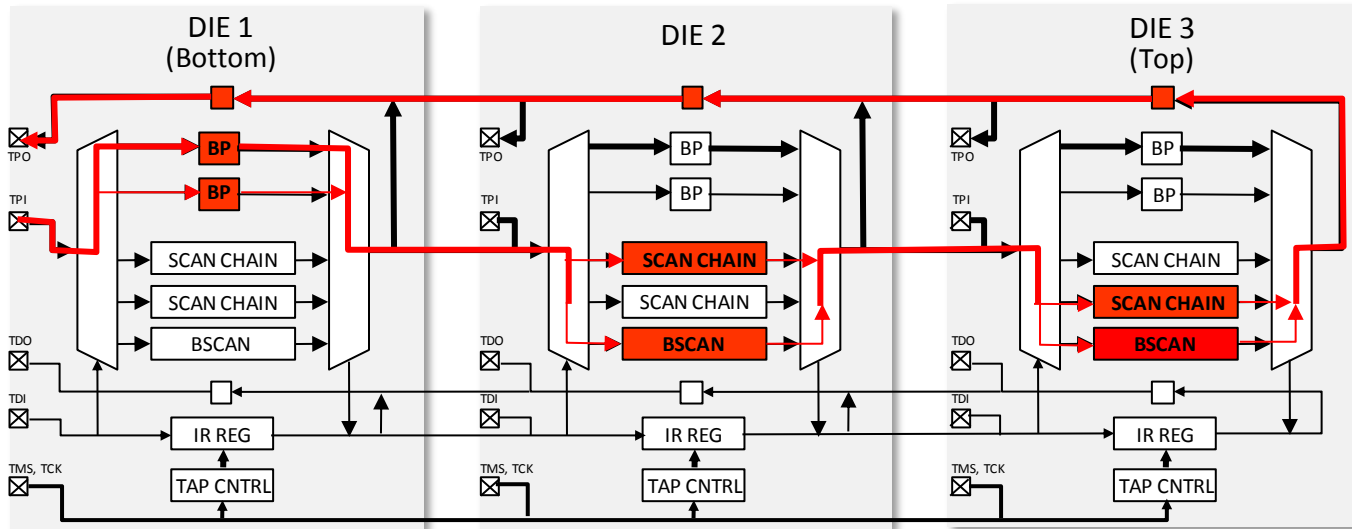 DIE 1
(Bottom)
TPO
BP
BP
TPI
SCAN CHAIN
SCAN CHAIN
BSCAN
TDO
TDI
IR REG
TMS, TCK
TAP CNTRL
DIE 2
TPO
BP
BP
TPI
SCAN CHAIN
SCAN CHAIN
BSCAN
TDO
TDI
IR REG
TMS, TCK
TAP CNTRL
DIE 3
(Top)
TPO
BP
BP
TPI
SCAN CHAIN
SCAN CHAIN
BSCAN
TDO
TDI
IR REG
TMS, TCK
TAP CNTRL